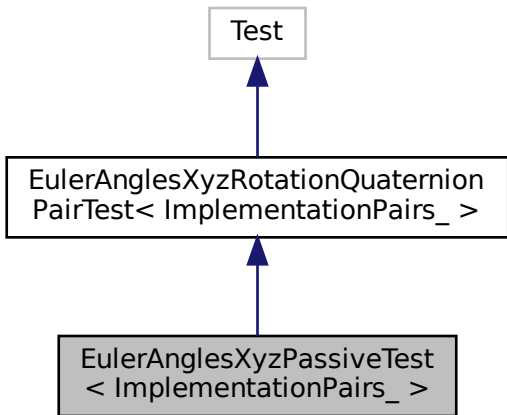 Test
EulerAnglesXyzRotationQuaternion
PairTest< ImplementationPairs_ >
EulerAnglesXyzPassiveTest
< ImplementationPairs_ >